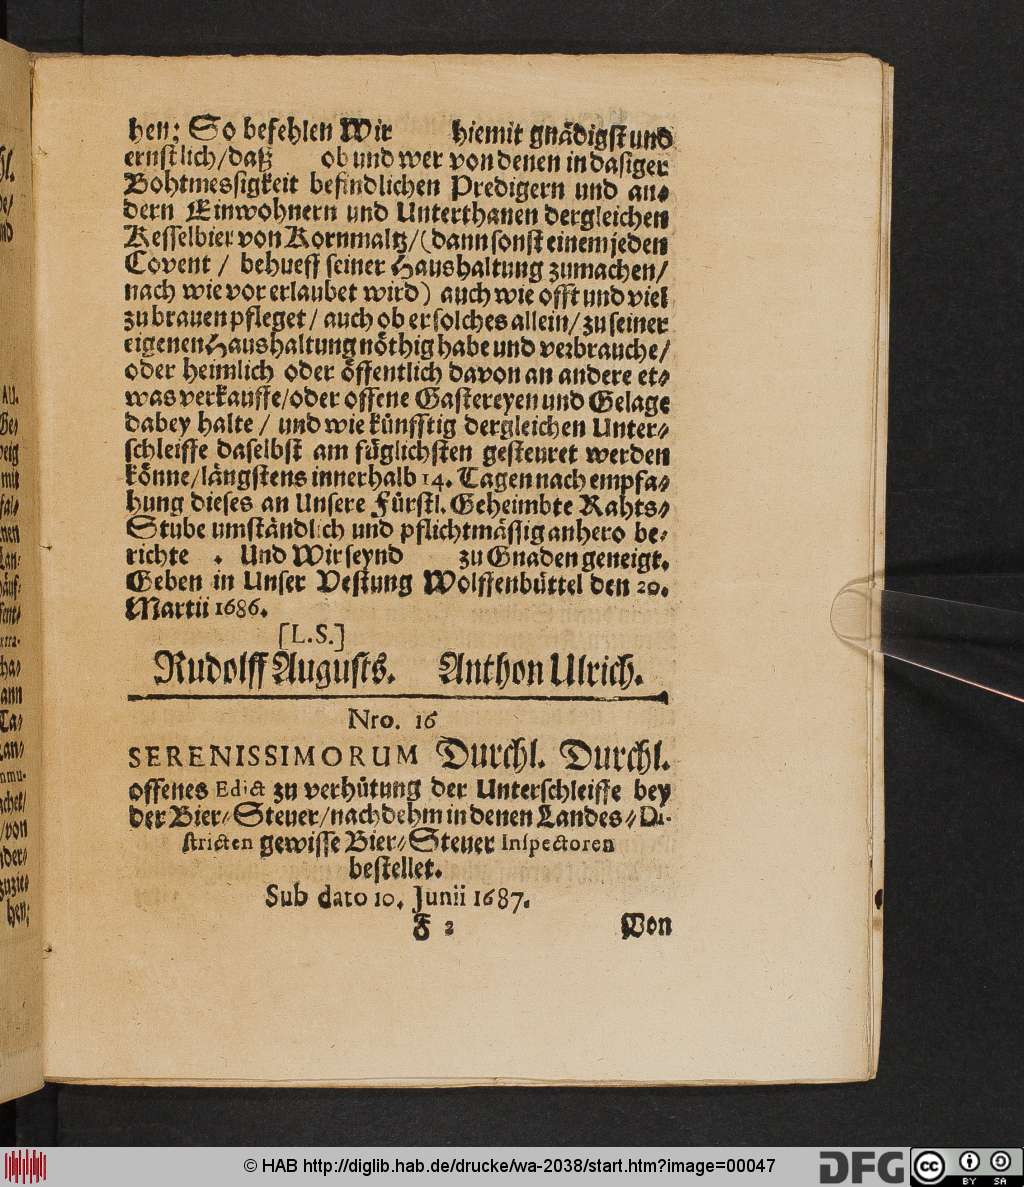 hen; So befehlen Wir hiemit gnädigst und
ernstlich/daß ob und wer von denen in dasiger
Bohtmessigkeit befindlichen Predigern und an⸗
dern Einwohnern und Unterthanen dergleichen
Kesselbier von Kornmaltz/(dann sonst einem jeden
Covent / behueff seiner Haushaltung zumachen/
nach wie vor erlaubet wird) auch wie offt und viel
zu brauen pfleget / auch ob er solches allein/ zu seiner
eigenen Haushaltung nöthig habe und verbrauche/
oder heimlich oder öffentlich davon an andere et⸗
was verkauffe/oder offene Gastereyen und Gelage
dabey halte / und wie künfftig dergleichen Unter⸗
schleiffe daselbst am füglichsten gesteuret werden
könne/längstens innerhalb 14. Tagen nach empfa⸗
hung dieses an Unsere Fürstl. Geheimbte Rahts⸗
Stube umständlich und pflichtmässig anhero be⸗
richte . Und Wir seynd zu Gnaden geneigt.
Geben in Unser Vestung Wolffenbüttel den 20.
Martii 1686.
[L.S.]
Rudolff Augusts. Anthon Ulrich.
Nro. 16
SERENISSIMORUM Durchl. Durchl.
offenes Edict zu verhütung der Unterschleiffe bey
der Bier⸗Steuer/nachdehm in denen Landes⸗Di-
stricten gewisse Bier⸗Steuer Inspectoren
bestellet.
Sub dato 10. Junii 1687.
F 2 Von
hen;
© HAB http://diglib.hab.de/drucke/wa-2038/start.htm?image=00047
DFG
cc BY SA